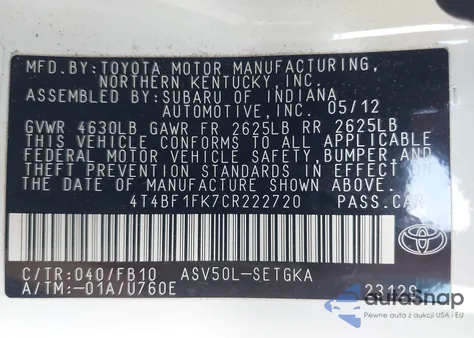 MFD.BY:TOYOTA MOTOR MANUFACTURING,
NORTHERN KENTUCKY,INC.
ASSEMBLED BY:SUBARU OF INDIANA
AUTOMOTIVE,INC. 05/12
GVWR 4630LB GAWR FR 2625LB RR 2625LB
THIS VEHICLE CONFORMS TO ALL APPLICABLE
FEDERAL MOTOR VEHICLE SAFETY,BUMPER,AND
THEFT PREVENTION STANDARDS IN EFFECT ON
THE DATE OF MANUFACTURE SHOWN ABOVE.
4T4BF1FK7CR222720 PASS.CAR
TOYOTA
C/TR:040/FB10 ASV50L-SETGKA
A/TM:-01A/U760E 23129
autaSnap
Pewne auta z aukcji USA i EU